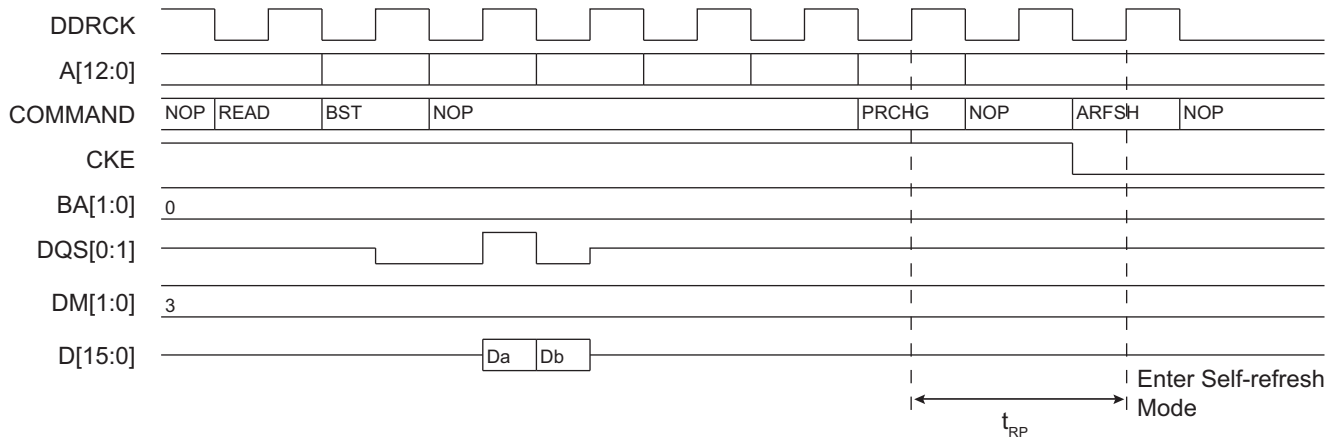 DDRCK
A[12:0]
COMMAND NOP READ BST NOP PRCHG NOP ARFSH NOP
CKE
BA[1:0] 0
DQS[0:1]
DM[1:0] 3
D[15:0] Da Db
Enter Self-refresh
Mode
tRP